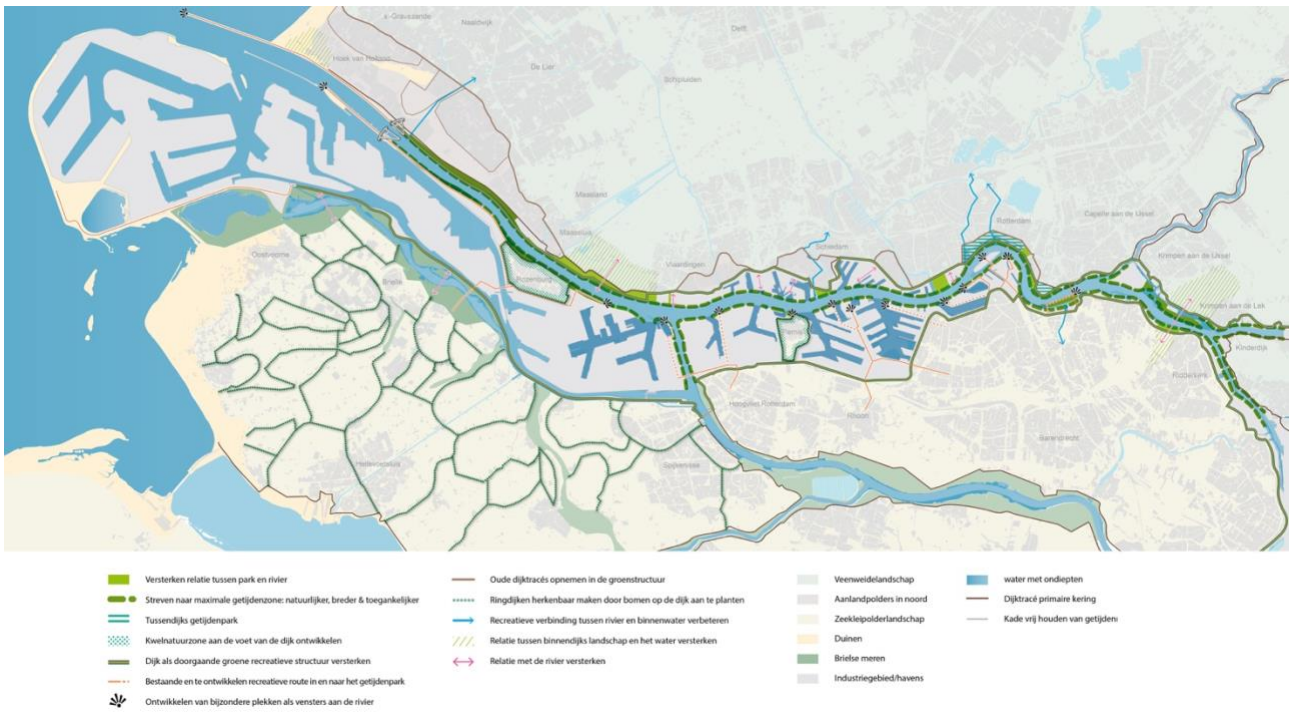 's-Gravenzande
Naaldwijk
Delft
Hoek van Holland
De Lier
Schipluiden
Maasland
Rotterdam
Capelle aan de IJssel
Maassluis
Schiedam
Vlaardingen
Krimpen aan de IJssel
Oostvoorne
Rozenburg
Brielle
Krimpen aan de Lek
Kinderdijk
Ridderkerk
Hoogvliet Rotterdam
Rhoon
Barendrecht
Hellevoetsluis
Spijkenisse
Versterken relatie tussen park en rivier
Streven naar maximale getijdenzone: natuurlijker, breder & toegankelijker
Tussendijks getijdenpark
Kwelnatuurzone aan de voet van de dijk ontwikkelen
Dijk als doorgaande groene recreatieve structuur versterken
Bestaande en te ontwikkelen recreatieve route in en naar het getijdenpark
Ontwikkelen van bijzondere plekken als vensters aan de rivier
Oude dijktracés opnemen in de groenstructuur
Ringdijken herkenbaar maken door bomen op de dijk aan te planten
Recreatieve verbinding tussen rivier en binnenwater verbeteren
Relatie tussen binnendijks landschap en het water versterken
Relatie met de rivier versterken
Veenweidelandschap
Aanlandpolders in noord
Zeekleipolderlandschap
Duinen
Brielse meren
Industriegebied/havens
water met ondiepten
Dijktracé primaire kering
Kade vrij houden van getijden